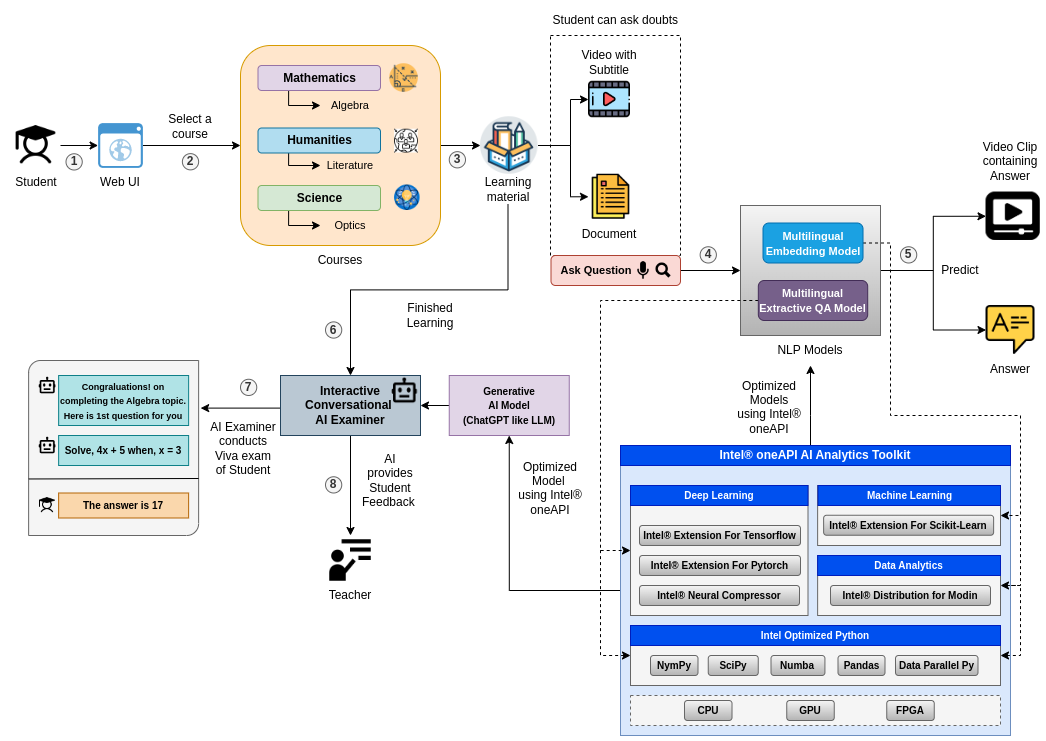 Student can ask doubts
Video with
Subtitle
Mathematics
Algebra
Humanities
Literature
Science
Optics
Courses
Student
1
Web UI
Select a
course
2
3
Learning
material
Document
Ask Question
4
Multilingual
Embedding Model
Multilingual
Extractive QA Model
NLP Models
5
Predict
Video Clip
containing
Answer
A
Answer
Finished
Learning
6
Interactive
Conversational
AI Examiner
Generative
AI Model
(ChatGPT like LLM)
7
AI Examiner
conducts
Viva exam
of Student
Congraluations! on
completing the Algebra topic.
Here is 1st question for you
Solve, 4x + 5 when, x = 3
The answer is 17
8
AI
provides
Student
Feedback
Teacher
Optimized
Model
using Intel®
oneAPI
Optimized
Models
using Intel®
oneAPI
Intel® oneAPI AI Analytics Toolkit
Deep Learning
Intel® Extension For Tensorflow
Intel® Extension For Pytorch
Intel® Neural Compressor
Machine Learning
Intel® Extension For Scikit-Learn
Data Analytics
Intel® Distribution for Modin
Intel Optimized Python
NymPy
SciPy
Numba
Pandas
Data Parallel Py
CPU
GPU
FPGA